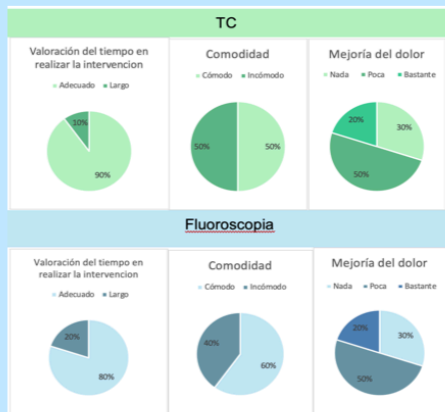 TC
Valoración del tiempo en
realizar la intervencion
Adecuado Largo
10%
90%
Comodidad
Cómodo Incómodo
50% 50%
Mejoría del dolor
Nada Poca Bastante
20%
30%
50%
Fluoroscopia
Valoración del tiempo en
realizar la intervencion
Adecuado Largo
20%
80%
Comodidad
Cómodo Incómodo
40%
60%
Mejoría del dolor
Nada Poca Bastante
20%
30%
50%